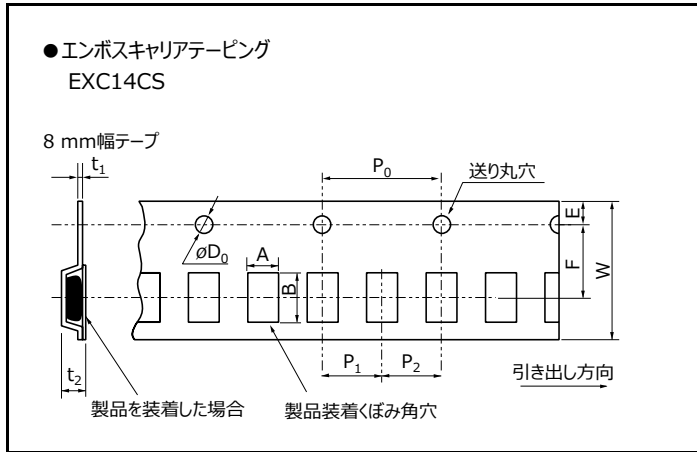 ●エンボスキャリアテーピング
EXC14CS
8 mm幅テープ
t₁
P₀
送り丸穴
E
øD₀
A
F
W
B
P₁
P₂
引き出し方向
t₂
製品を装着した場合
製品装着くぼみ角穴